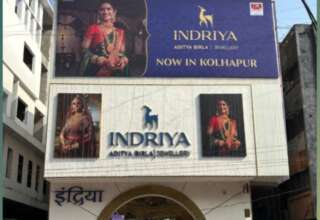 INDRIYA
ADITYA BIRLA | JEWELLERY
NOW IN KOLHAPUR
INDRIYA
ADITYA BIRLA | JEWELLERY
इंद्रिया